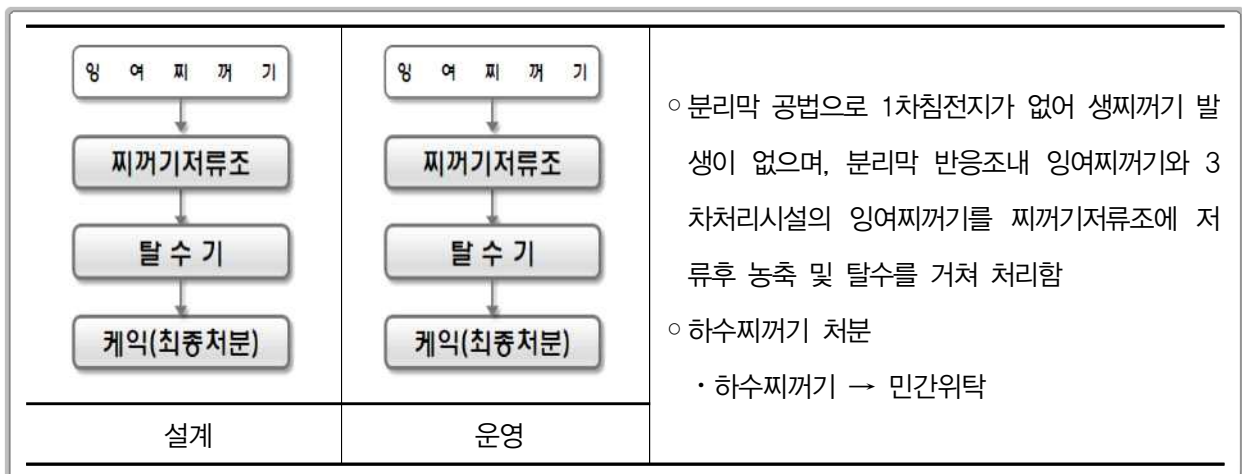 잉 여 찌 꺼 기
찌꺼기저류조
탈 수 기
케익(최종처분)
설계
잉 여 찌 꺼 기
찌꺼기저류조
탈 수 기
케익(최종처분)
운영
○ 분리막 공법으로 1차침전지가 없어 생찌꺼기 발
생이 없으며, 분리막 반응조내 잉여찌꺼기와 3
차처리시설의 잉여찌꺼기를 찌꺼기저류조에 저
류후 농축 및 탈수를 거쳐 처리함
○ 하수찌꺼기 처분
・하수찌꺼기 → 민간위탁